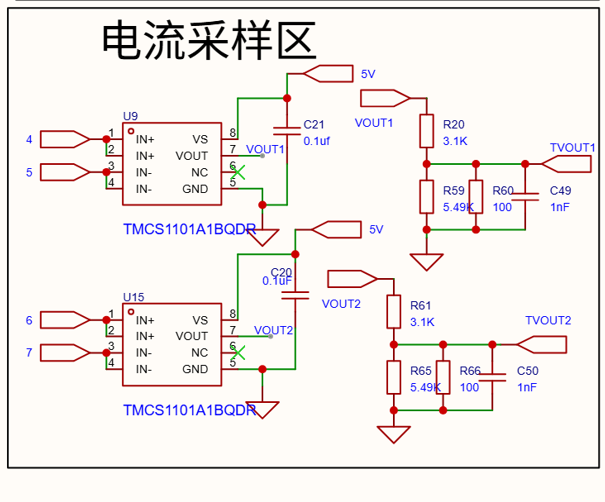 电流采样区
5V
U9
4
1
IN+
VS
8
C21
0.1uf
2
IN+
VOUT
7
VOUT1
5
3
IN-
NC
6
4
IN-
GND
5
TMCS1101A1BQDR
VOUT1
R20
3.1K
TVOUT1
R59
5.49K
R60
100
C49
1nF
5V
U15
6
1
IN+
VS
8
C20
0.1uF
2
IN+
VOUT
7
VOUT2
7
3
IN-
NC
6
4
IN-
GND
5
TMCS1101A1BQDR
VOUT2
R61
3.1K
TVOUT2
R65
5.49K
R66
100
C50
1nF